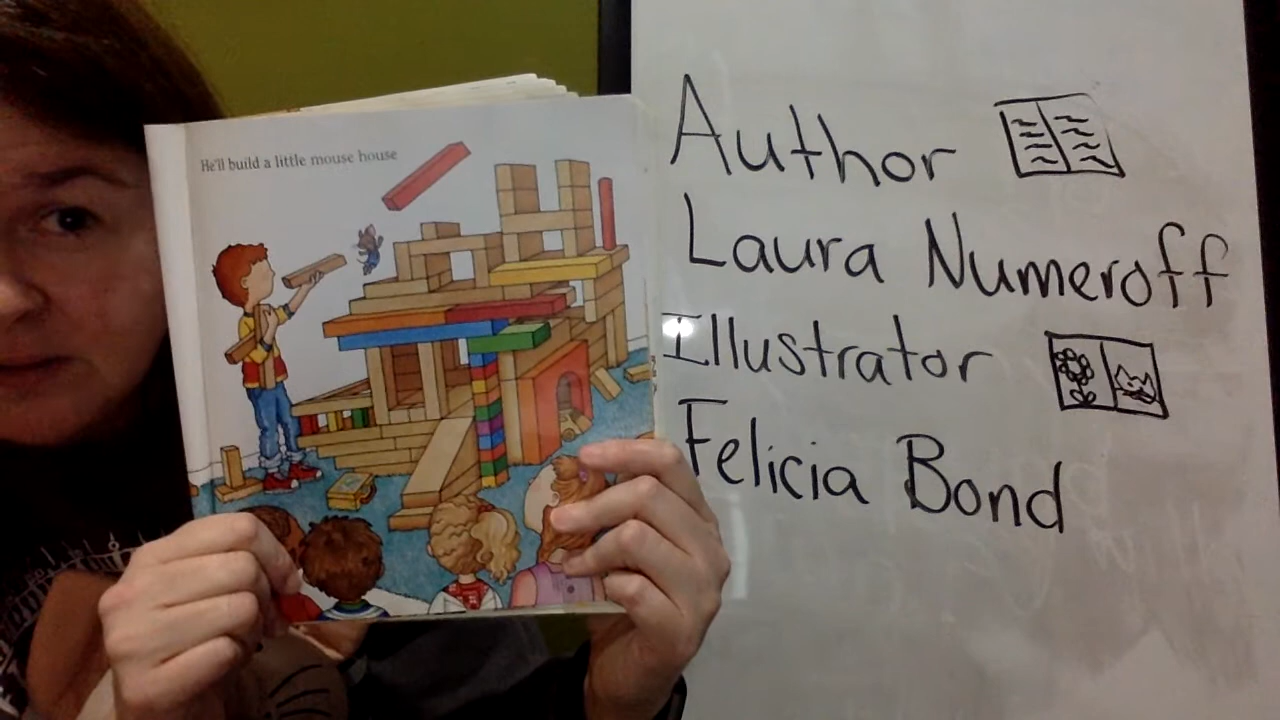 He'll build a little mouse house
Author
Laura Numeroff
Illustrator
Felicia Bond